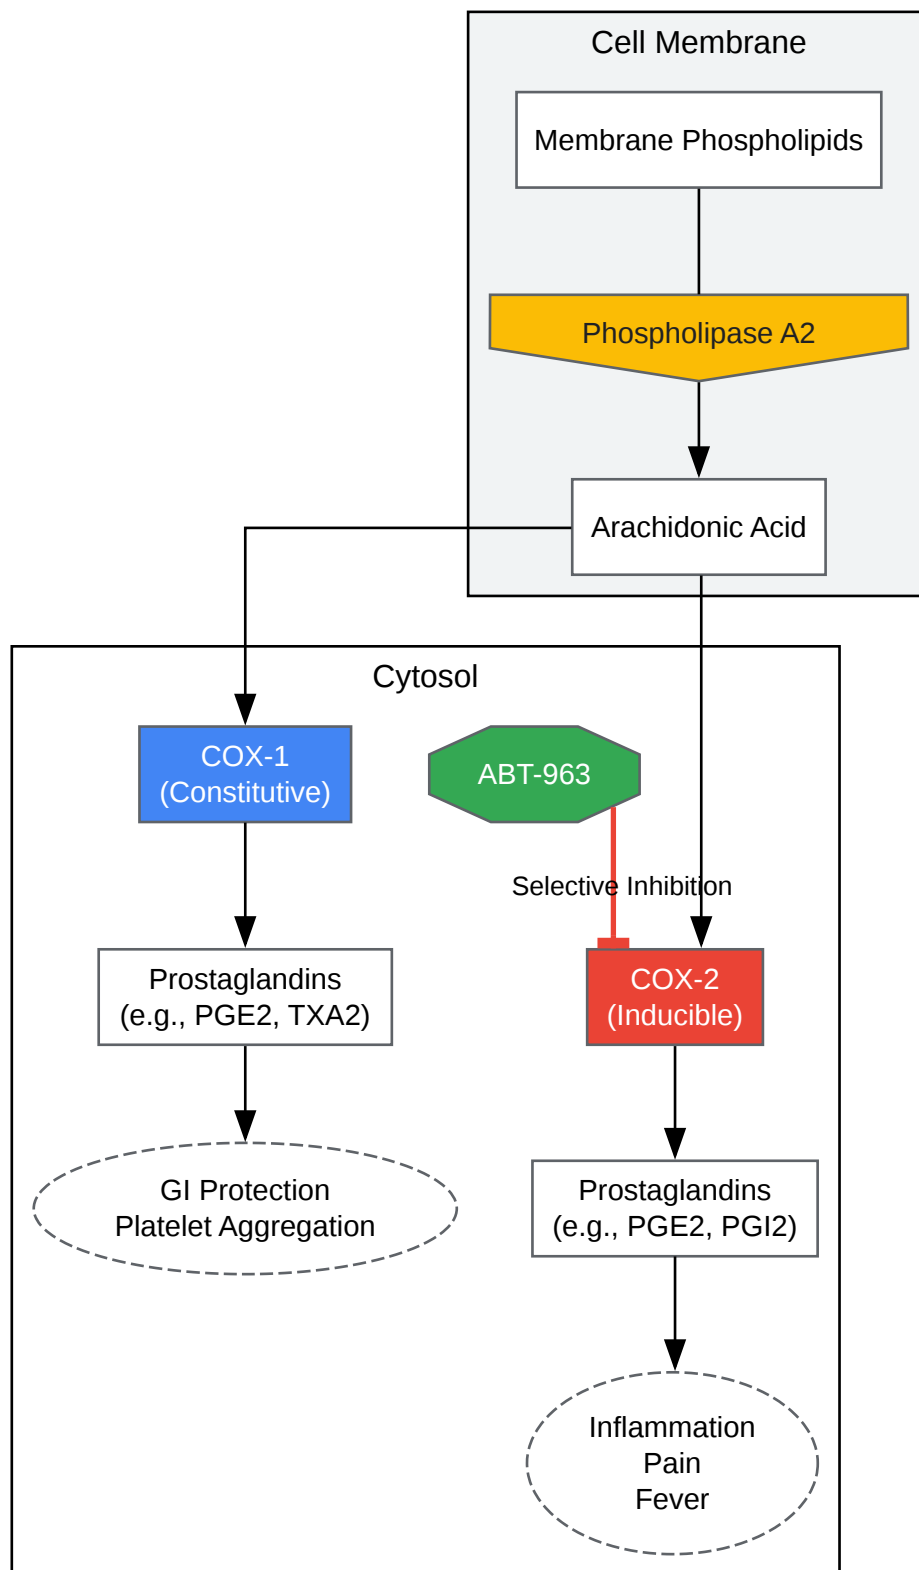 Cell Membrane
Membrane Phospholipids
Phospholipase A2
Arachidonic Acid
Cytosol
COX-1
(Constitutive)
ABT-963
Selective Inhibition
Prostaglandins
(e.g., PGE2, TXA2)
COX-2
(Inducible)
GI Protection
Platelet Aggregation
Prostaglandins
(e.g., PGE2, PGI2)
Inflammation
Pain
Fever